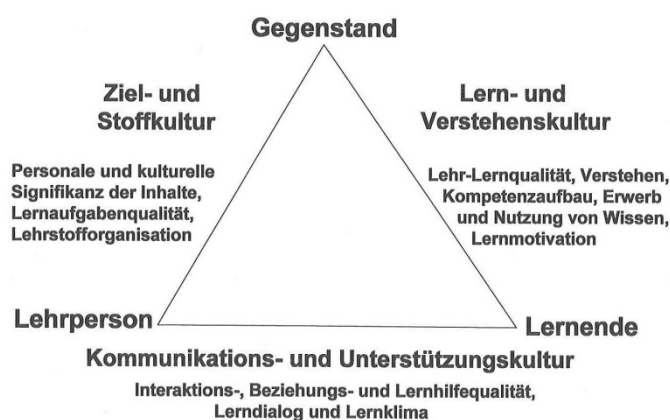 Gegenstand
Ziel- und
Stoffkultur
Personale und kulturelle
Signifikanz der Inhalte,
Lernaufgabenqualität,
Lehrstofforganisation
Lern- und
Verstehenskultur
Lehr-Lernqualität, Verstehen,
Kompetenzaufbau, Erwerb
und Nutzung von Wissen,
Lernmotivation
Lehrperson
Lernende
Kommunikations- und Unterstützungskultur
Interaktions-, Beziehungs- und Lernhilfequalität,
Lerndialog und Lernklima